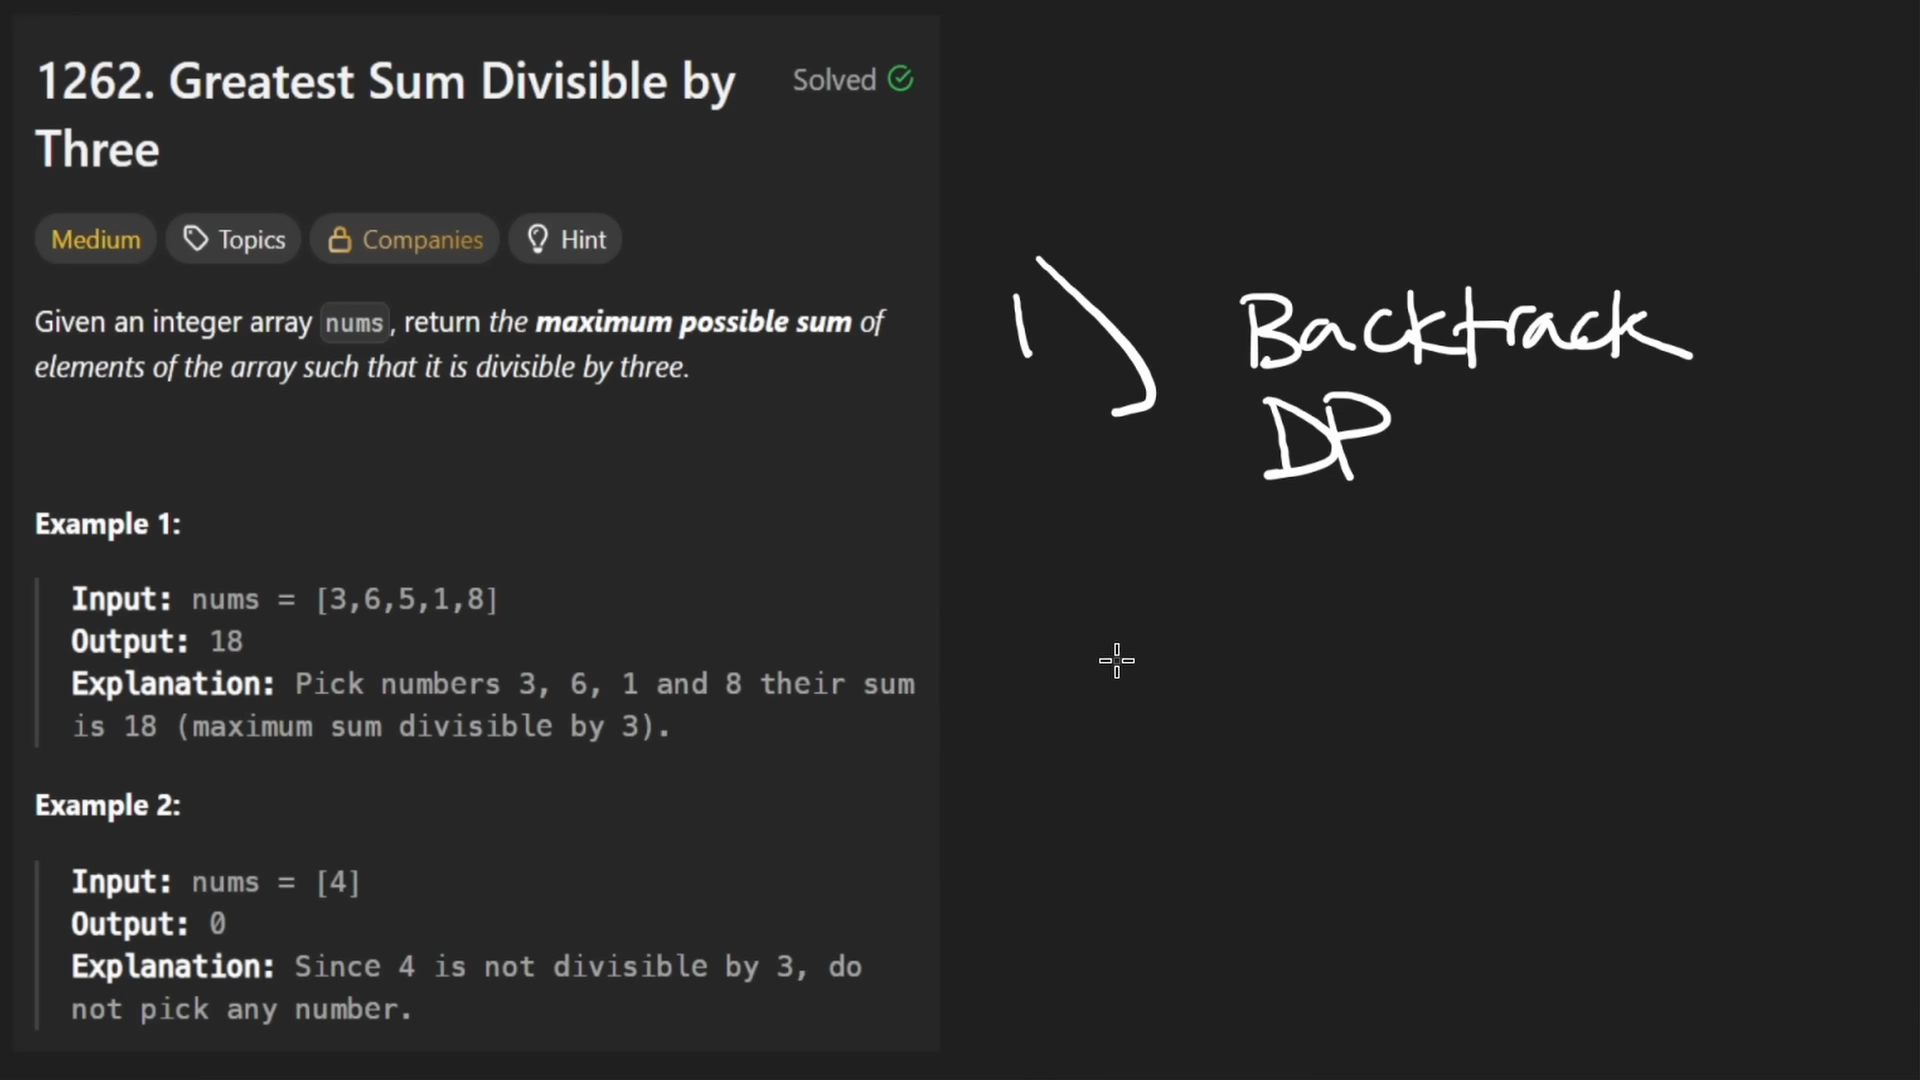 1262. Greatest Sum Divisible by
Three
Solved
Medium
Topics
Companies
Hint
Given an integer array nums, return the maximum possible sum of
elements of the array such that it is divisible by three.
Example 1:
Input: nums = [3,6,5,1,8]
Output: 18
Explanation: Pick numbers 3, 6, 1 and 8 their sum
is 18 (maximum sum divisible by 3).
Example 2:
Input: nums = [4]
Output: 0
Explanation: Since 4 is not divisible by 3, do
not pick any number.
1) Backtrack
DP